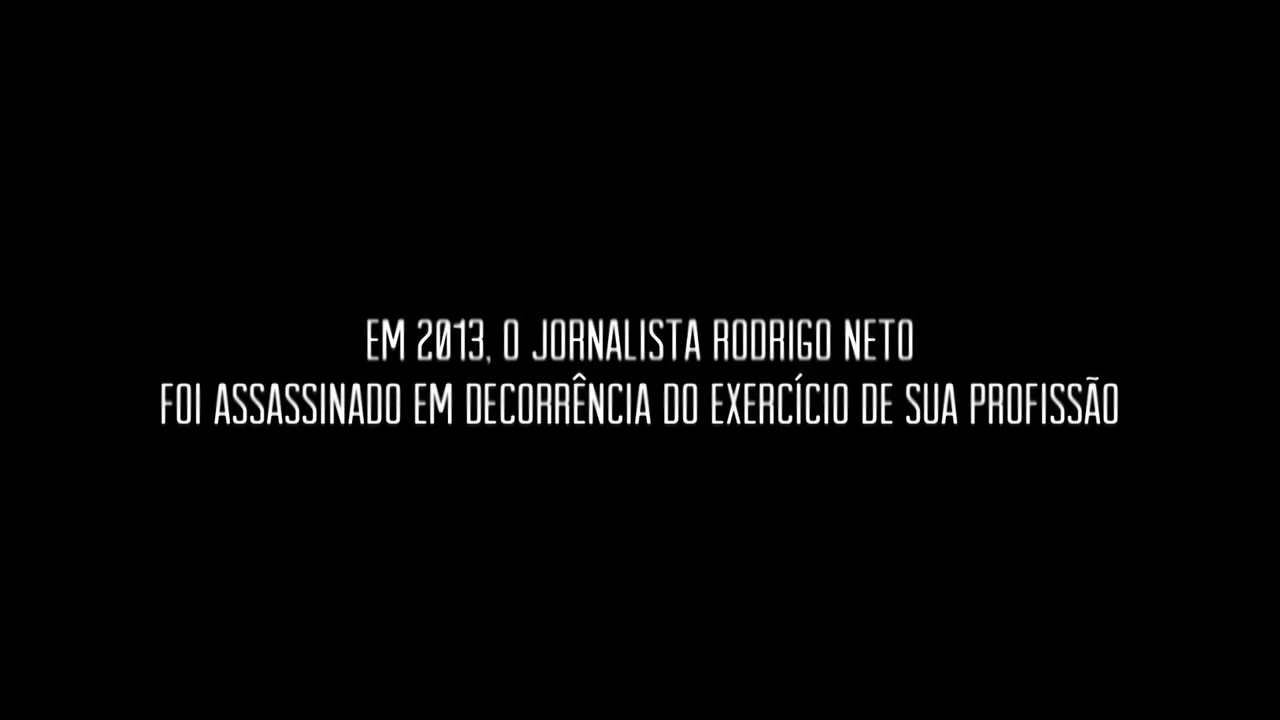 EM 2013, O JORNALISTA RODRIGO NETO
FOI ASSASSINADO EM DECORRÊNCIA DO EXERCÍCIO DE SUA PROFISSÃO